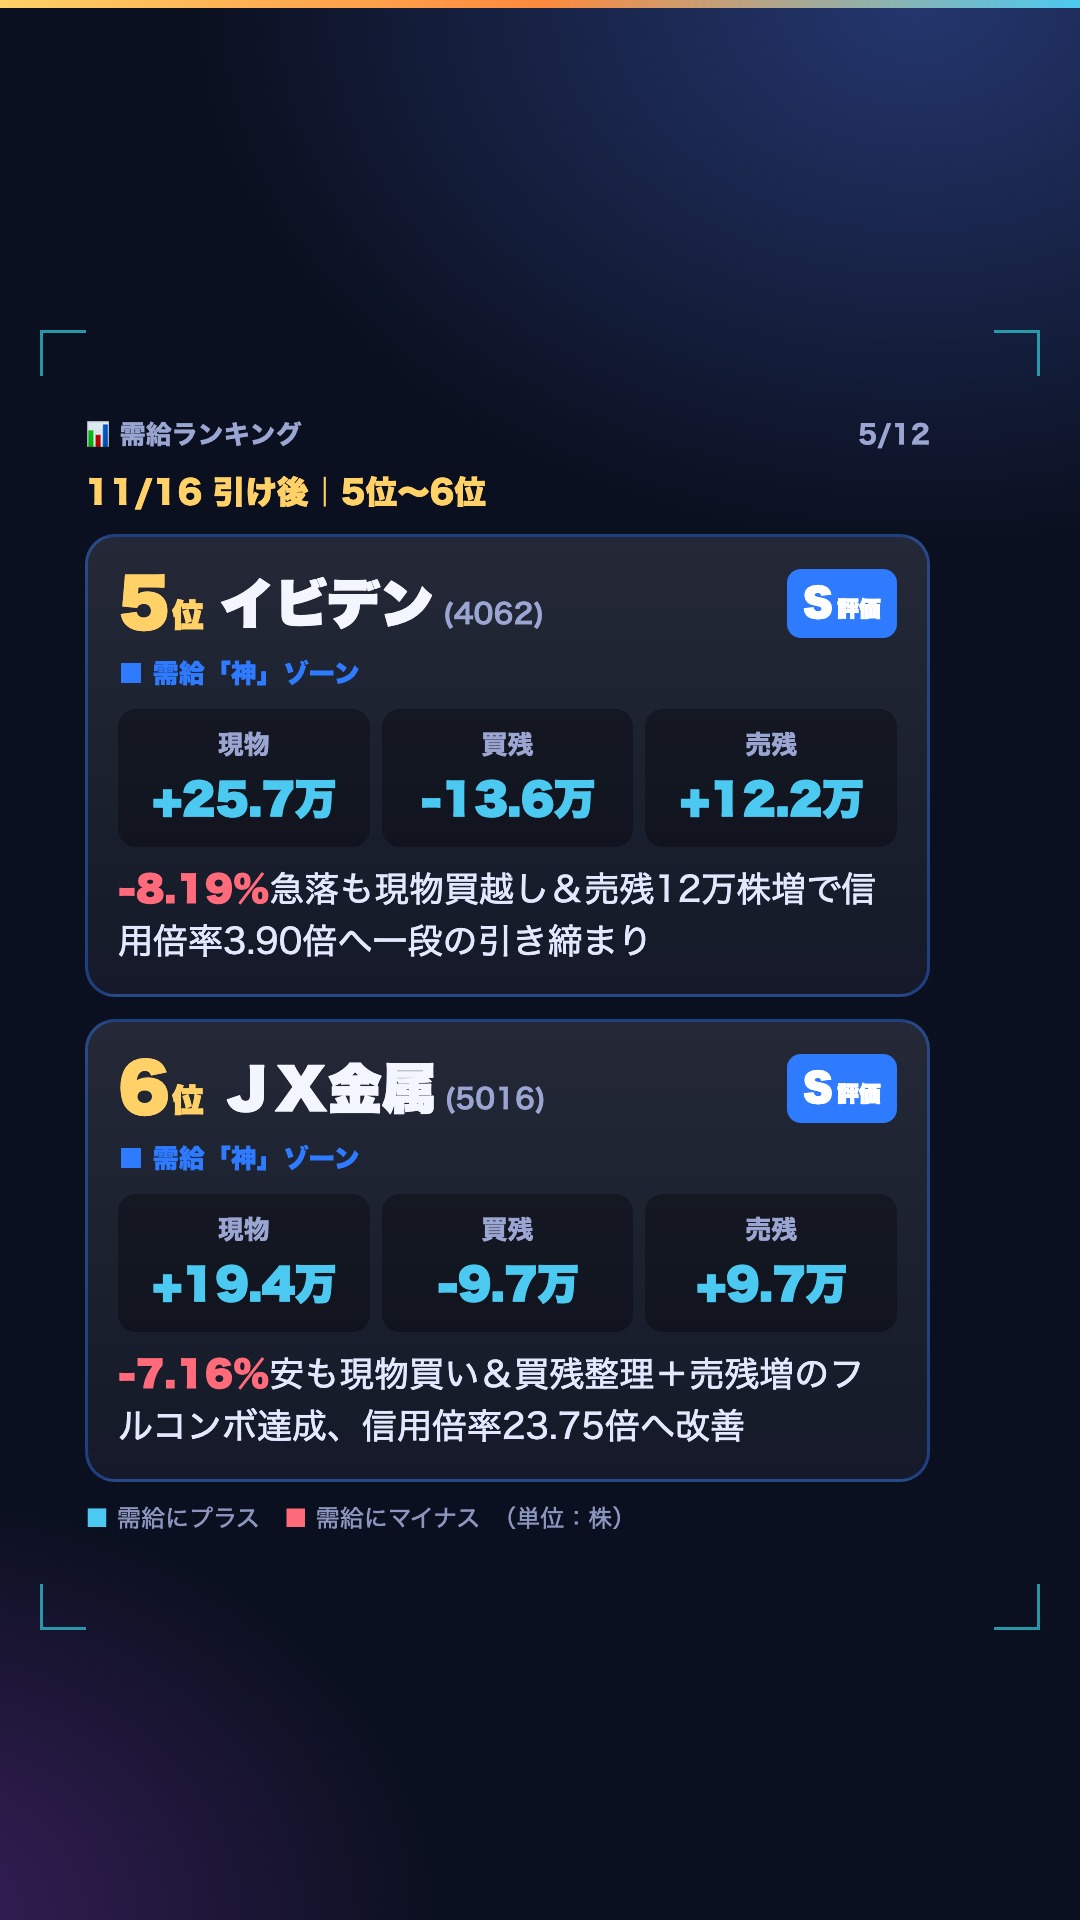 📊 需給ランキング
5/12
11/16 引け後｜5位〜6位
5位 イビデン (4062)
S評価
■ 需給「神」ゾーン
現物 買残 売残
+25.7万 -13.6万 +12.2万
-8.19%急落も現物買越し＆売残12万株増で信
用倍率3.90倍へ一段の引き締まり
6位 ＪＸ金属 (5016)
S評価
■ 需給「神」ゾーン
現物 買残 売残
+19.4万 -9.7万 +9.7万
-7.16%安も現物買い＆買残整理＋売残増のフ
ルコンボ達成、信用倍率23.75倍へ改善
■ 需給にプラス ■ 需給にマイナス （単位：株）